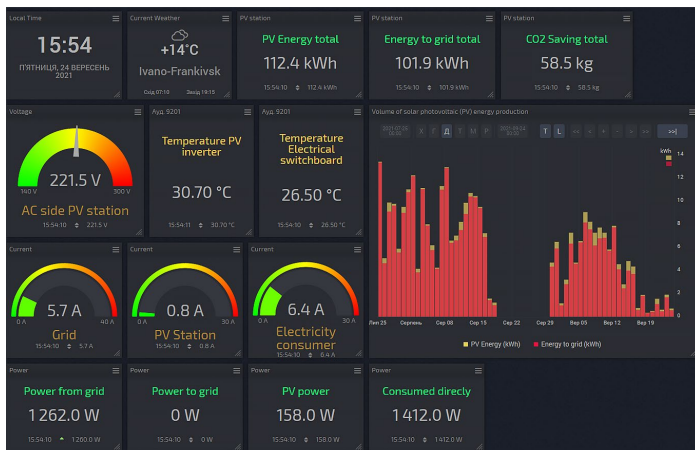 Local Time
15:54
П'ЯТНИЦЯ, 24 ВЕРЕСЕНЬ
2021
Current Weather
+14°C
Ivano-Frankivsk
Схід 07:10 Захід 19:15
PV station
PV Energy total
112.4 kWh
15:54:10 112.4 kWh
PV station
Energy to grid total
101.9 kWh
15:54:10 101.9 kWh
PV station
CO2 Saving total
58.5 kg
15:54:10 58.5 kg
Voltage
140 V 300 V
221.5 V
AC side PV station
15:54:10 221.5 V
Ауд. 9201
Temperature PV
inverter
30.70 °C
15:54:11 30.70 °C
Ауд. 9201
Temperature
Electrical
switchboard
26.50 °C
15:54:10 26.50 °C
Volume of solar photovoltaic (PV) energy production
Х Г Д Т М Р
T L << < + - > >> >>|
kWh
14
12
10
8
6
4
2
0
Лип 25 Серпень Сер 08 Сер 15 Сер 22 Сер 29 Вер 05 Вер 12 Вер 19
PV Energy (kWh) Energy to grid (kWh)
Current
5.7 A
0 A 40 A
Grid
15:54:10 5.7 A
Current
0.8 A
0 A 30 A
PV Station
15:54:10 0.8 A
Current
6.4 A
0 A 30 A
Electricity
consumer
15:54:10 6.4 A
Power
Power from grid
1 262.0 W
15:54:10 1 260.0 W
Power
Power to grid
0 W
15:54:10 0 W
Power
PV power
158.0 W
15:54:10 158.0 W
Power
Consumed direcly
1 412.0 W
15:54:10 1 412.0 W